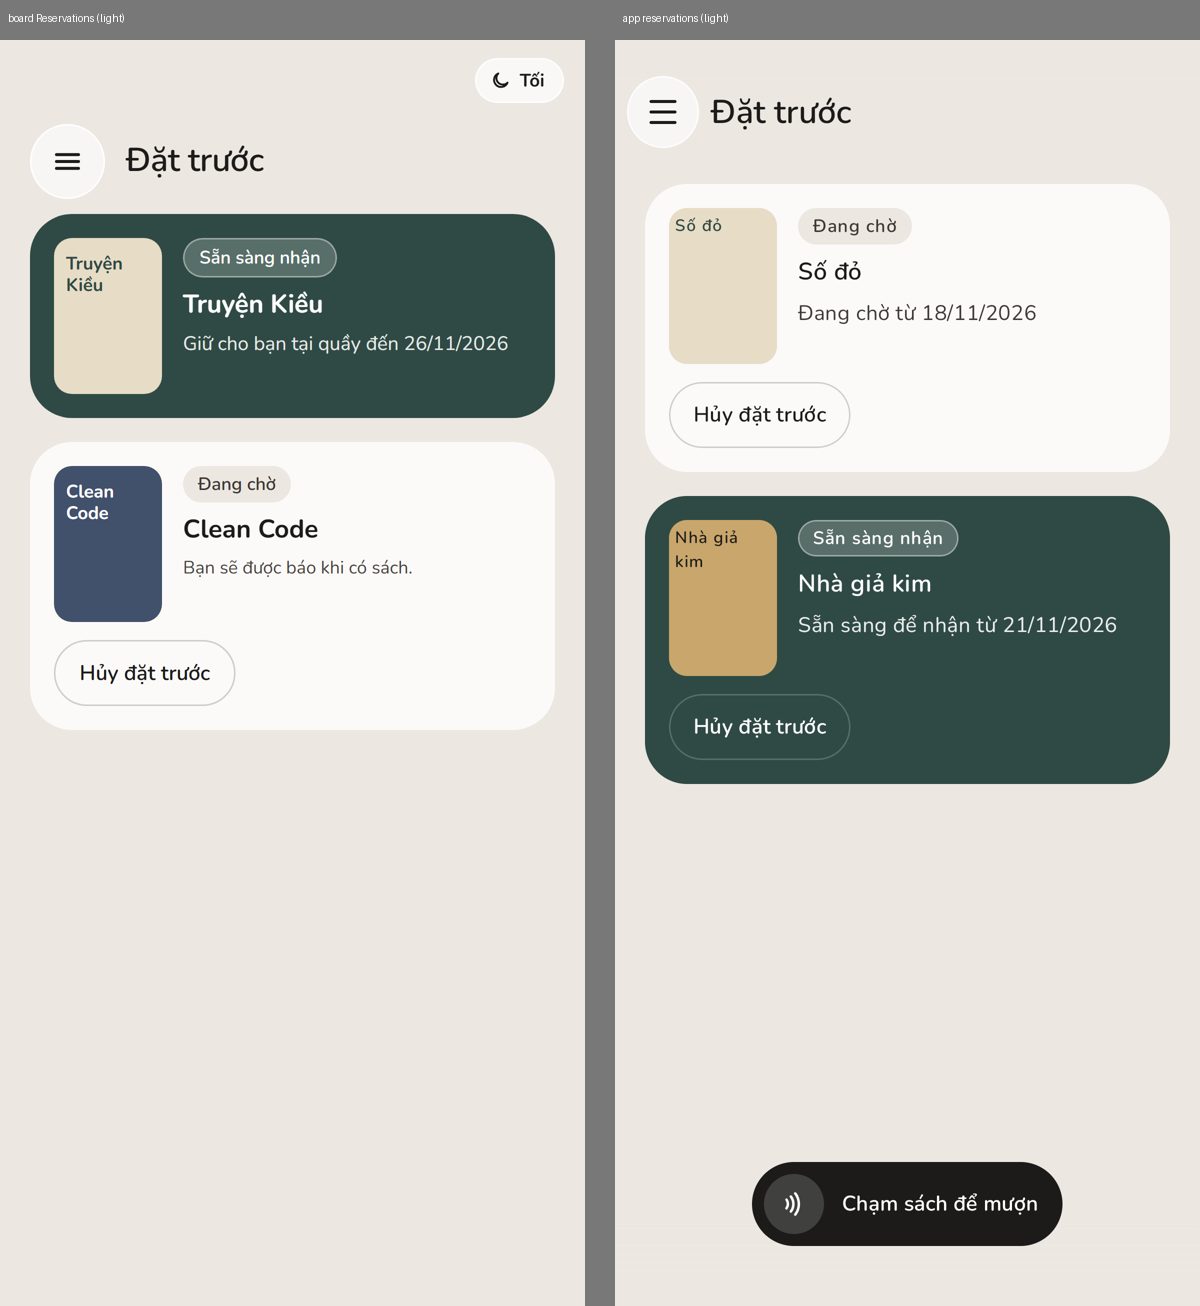 board Reservations (light)
Tối
Đặt trước
Truyện
Kiều
Sẵn sàng nhận
Truyện Kiều
Giữ cho bạn tại quầy đến 26/11/2026
Clean
Code
Đang chờ
Clean Code
Bạn sẽ được báo khi có sách.
Hủy đặt trước
app reservations (light)
Đặt trước
Số đỏ
Đang chờ
Số đỏ
Đang chờ từ 18/11/2026
Hủy đặt trước
Nhà giả
kim
Sẵn sàng nhận
Nhà giả kim
Sẵn sàng để nhận từ 21/11/2026
Hủy đặt trước
Chạm sách để mượn